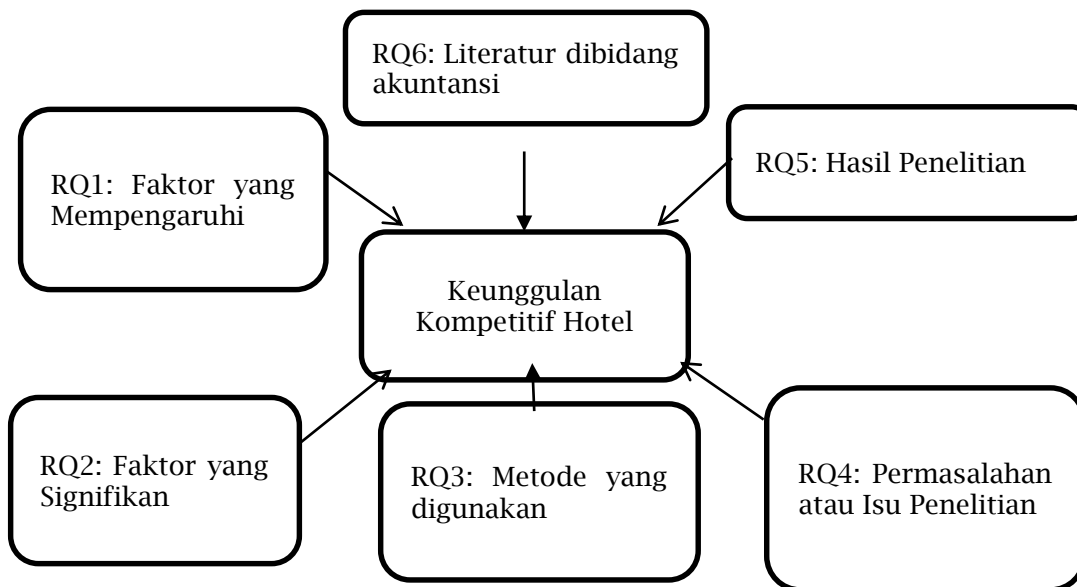 RQ6: Literatur dibidang
akuntansi
RQ1: Faktor yang
Mempengaruhi
RQ5: Hasil Penelitian
Keunggulan
Kompetitif Hotel
RQ2: Faktor yang
Signifikan
RQ3: Metode yang
digunakan
RQ4: Permasalahan
atau Isu Penelitian